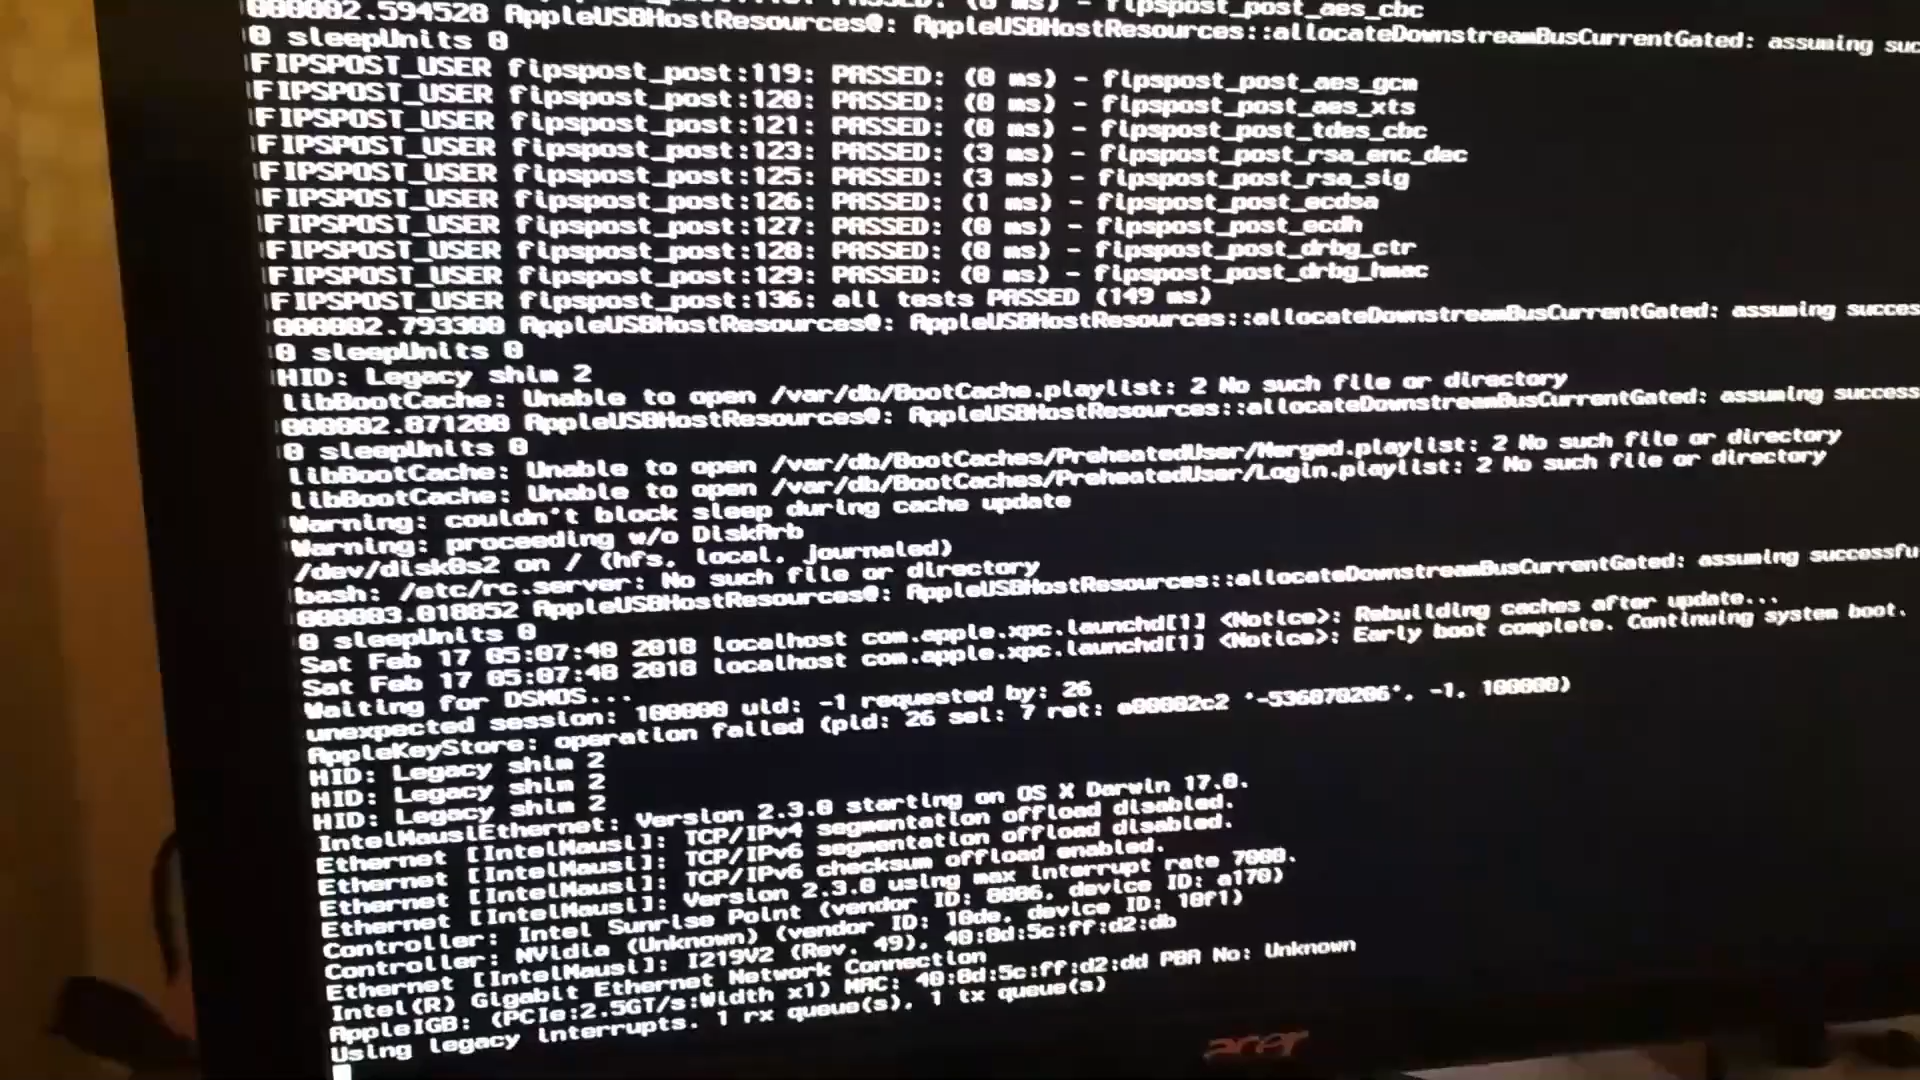 000002.594528 AppleUSBHostResources@: AppleUSBHostResources::allocateDownstreamBusCurrentGated: assuming suc
0 sleepUnits 0
FIPSPOST_USER fipspost_post:119: PASSED: (0 ms) - fipspost_post_aes_gcm
FIPSPOST_USER fipspost_post:120: PASSED: (0 ms) - fipspost_post_aes_xts
FIPSPOST_USER fipspost_post:121: PASSED: (0 ms) - fipspost_post_tdes_cbc
FIPSPOST_USER fipspost_post:123: PASSED: (3 ms) - fipspost_post_rsa_enc_dec
FIPSPOST_USER fipspost_post:125: PASSED: (3 ms) - fipspost_post_rsa_sig
FIPSPOST_USER fipspost_post:126: PASSED: (1 ms) - fipspost_post_ecdsa
FIPSPOST_USER fipspost_post:127: PASSED: (0 ms) - fipspost_post_ecdh
FIPSPOST_USER fipspost_post:128: PASSED: (0 ms) - fipspost_post_drbg_ctr
FIPSPOST_USER fipspost_post:129: PASSED: (0 ms) - fipspost_post_drbg_hmac
FIPSPOST_USER fipspost_post:136: all tests PASSED (149 ms)
000002.793300 AppleUSBHostResources@: AppleUSBHostResources::allocateDownstreamBusCurrentGated: assuming succes
0 sleepUnits 0
HID: Legacy shim 2
libBootCache: Unable to open /var/db/BootCache.playlist: 2 No such file or directory
000002.871200 AppleUSBHostResources@: AppleUSBHostResources::allocateDownstreamBusCurrentGated: assuming success
0 sleepUnits 0
libBootCache: Unable to open /var/db/BootCaches/PreheatedUser/Merged.playlist: 2 No such file or directory
libBootCache: Unable to open /var/db/BootCaches/PreheatedUser/Login.playlist: 2 No such file or directory
Warning: couldn't block sleep during cache update
Warning: proceeding w/o DiskArb
/dev/disk0s2 on / (hfs, local, journaled)
bash: /etc/rc.server: No such file or directory
000003.018052 AppleUSBHostResources@: AppleUSBHostResources::allocateDownstreamBusCurrentGated: assuming successfu
0 sleepUnits 0
Sat Feb 17 05:07:40 2018 localhost com.apple.xpc.launchd[1] <Notice>: Rebuilding caches after update...
Sat Feb 17 05:07:40 2018 localhost com.apple.xpc.launchd[1] <Notice>: Early boot complete. Continuing system boot.
Waiting for DSMOS...
unexpected session: 100000 uid: -1 requested by: 26
AppleKeyStore: operation failed (pid: 26 sel: 7 ret: e00002c2 '-536870206', -1, 100000)
HID: Legacy shim 2
HID: Legacy shim 2
HID: Legacy shim 2
IntelMausiEthernet: Version 2.3.0 starting on OS X Darwin 17.0.
Ethernet [IntelMausi]: TCP/IPv4 segmentation offload disabled.
Ethernet [IntelMausi]: TCP/IPv6 segmentation offload disabled.
Ethernet [IntelMausi]: TCP/IPv6 checksum offload enabled.
Ethernet [IntelMausi]: Version 2.3.0 using max interrupt rate 7000.
Controller: Intel Sunrise Point (vendor ID: 8086, device ID: a170)
Controller: NVidia (Unknown) (vendor ID: 10de, device ID: 10f1)
Ethernet [IntelMausi]: I219V2 (Rev. 49), 40:8d:5c:ff:d2:db
Intel(R) Gigabit Ethernet Network Connection
AppleIGB: (PCIe:2.5GT/s:Width x1) MAC: 40:8d:5c:ff:d2:dd PBA No: Unknown
Using legacy interrupts. 1 rx queue(s), 1 tx queue(s)
acer